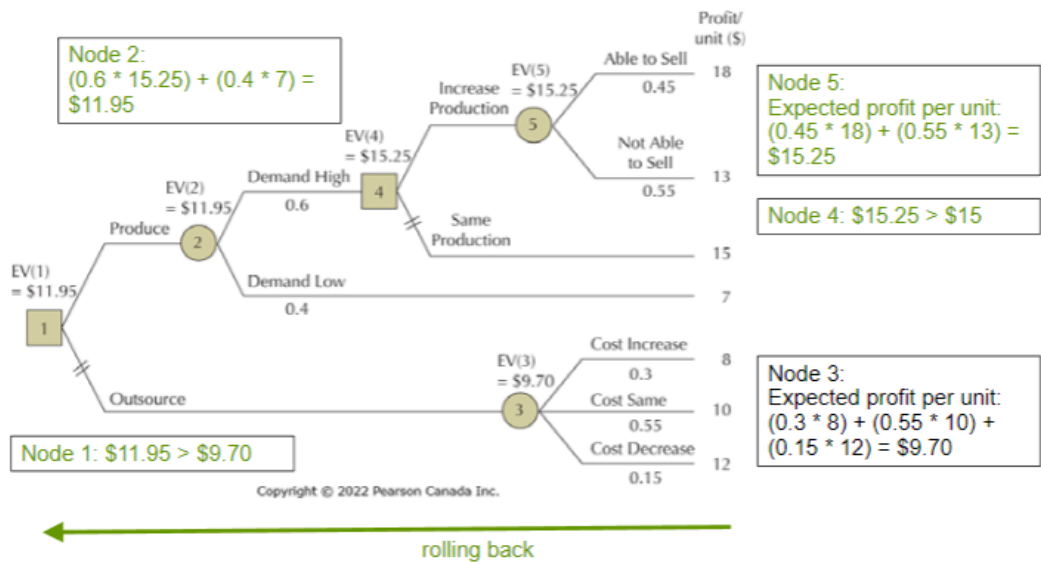 Profit/
unit ($)
Node 2:
(0.6 * 15.25) + (0.4 * 7) =
$11.95
Able to Sell
0.45
18
EV(5)
= $15.25
Increase
Production
5
Node 5:
Expected profit per unit:
(0.45 * 18) + (0.55 * 13) =
$15.25
Not Able
to Sell
0.55
13
EV(4)
= $15.25
Demand High
0.6
4
Node 4: $15.25 > $15
EV(2)
= $11.95
Produce
2
Same
Production
15
Demand Low
0.4
7
EV(1)
= $11.95
1
Cost Increase
0.3
8
EV(3)
= $9.70
3
Cost Same
0.55
10
Cost Decrease
0.15
12
Node 3:
Expected profit per unit:
(0.3 * 8) + (0.55 * 10) +
(0.15 * 12) = $9.70
Outsource
Node 1: $11.95 > $9.70
Copyright © 2022 Pearson Canada Inc.
rolling back